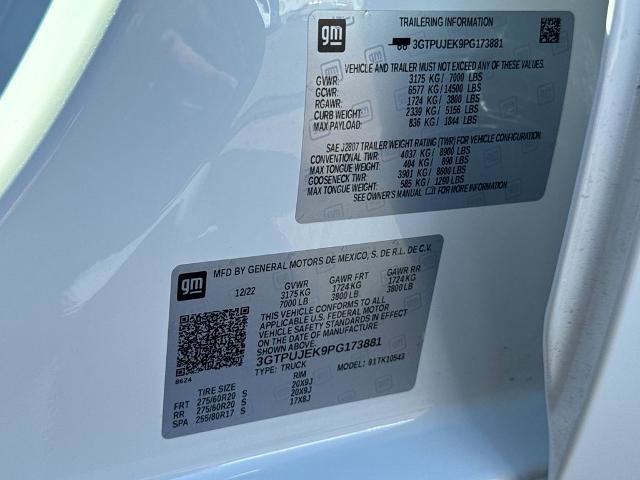 gm
TRAILERING INFORMATION
3GTPUJEK9PG173881
VEHICLE AND TRAILER MUST NOT EXCEED ANY OF THESE VALUES.
GVWR: 3175 KG/ 7000 LBS
GCWR: 6577 KG/14500 LBS
RGAWR: 1724 KG/ 3800 LBS
CURB WEIGHT: 2339 KG/ 5156 LBS
MAX PAYLOAD: 836 KG/ 1844 LBS
SAE J2807 TRAILER WEIGHT RATING (TWR) FOR VEHICLE CONFIGURATION
CONVENTIONAL TWR: 4037 KG/ 8900 LBS
MAX TONGUE WEIGHT: 404 KG/ 890 LBS
GOOSENECK TWR: 3901 KG/ 8600 LBS
MAX TONGUE WEIGHT: 585 KG/ 1290 LBS
SEE OWNER'S MANUAL FOR MORE INFORMATION
gm
MFD BY GENERAL MOTORS DE MEXICO, S. DE R.L. DE C.V.
12/22 GVWR GAWR FRT GAWR RR
3175 KG 1724 KG 1724 KG
7000 LB 3800 LB 3800 LB
THIS VEHICLE CONFORMS TO ALL
APPLICABLE U.S. FEDERAL MOTOR
VEHICLE SAFETY STANDARDS IN
EFFECT ON THE DATE OF MANUFACTURE
SHOWN ABOVE.
3GTPUJEK9PG173881
TYPE: TRUCK MODEL: 91TK10543
8624
TIRE SIZE RIM
FRT 275/60R20 S 20X9J
RR 275/60R20 S 20X9J
SPA 255/80R17 S 17X8J